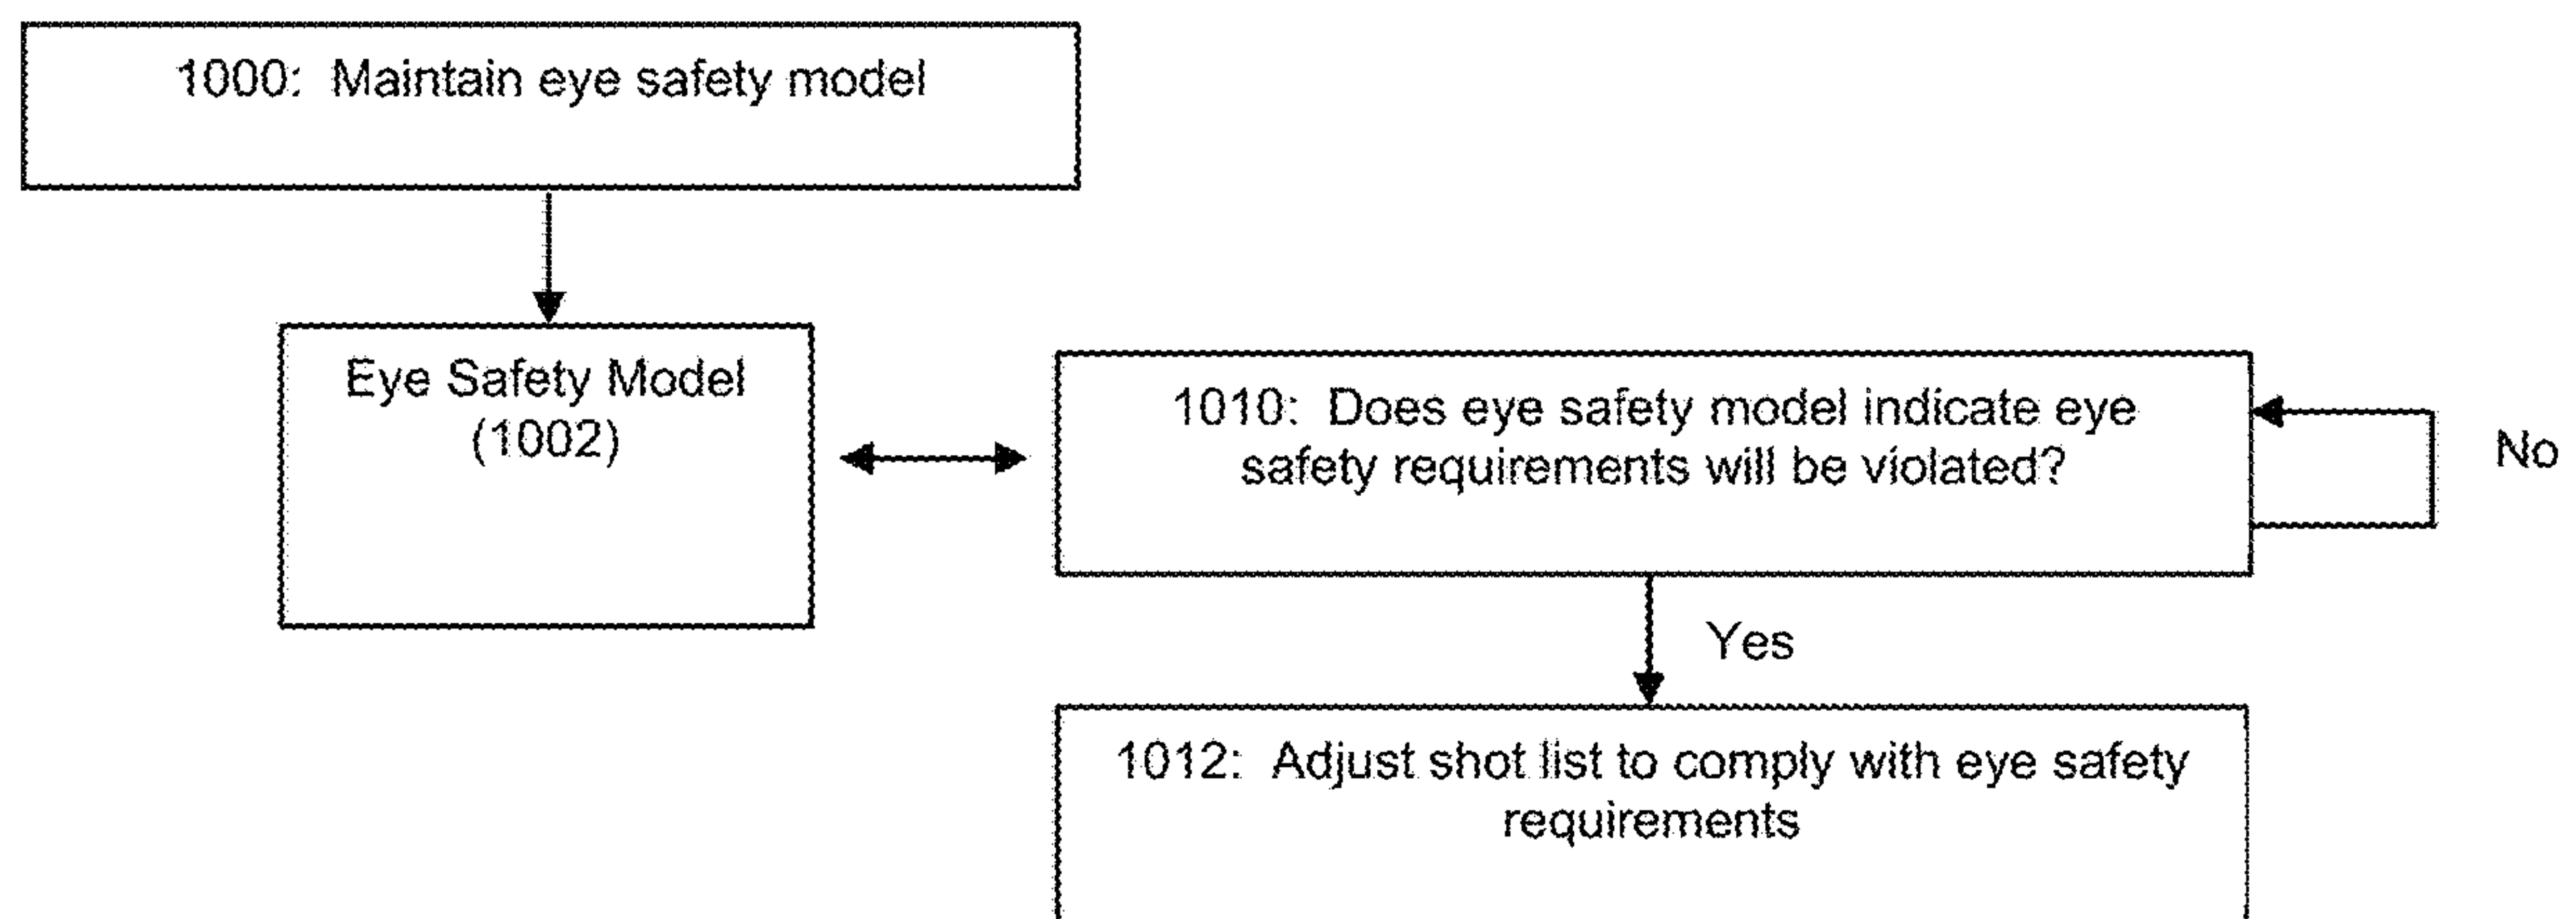 1000: Maintain eye safety model
Eye Safety Model
(1002)
1010: Does eye safety model indicate eye
safety requirements will be violated?
No
Yes
1012: Adjust shot list to comply with eye safety
requirements